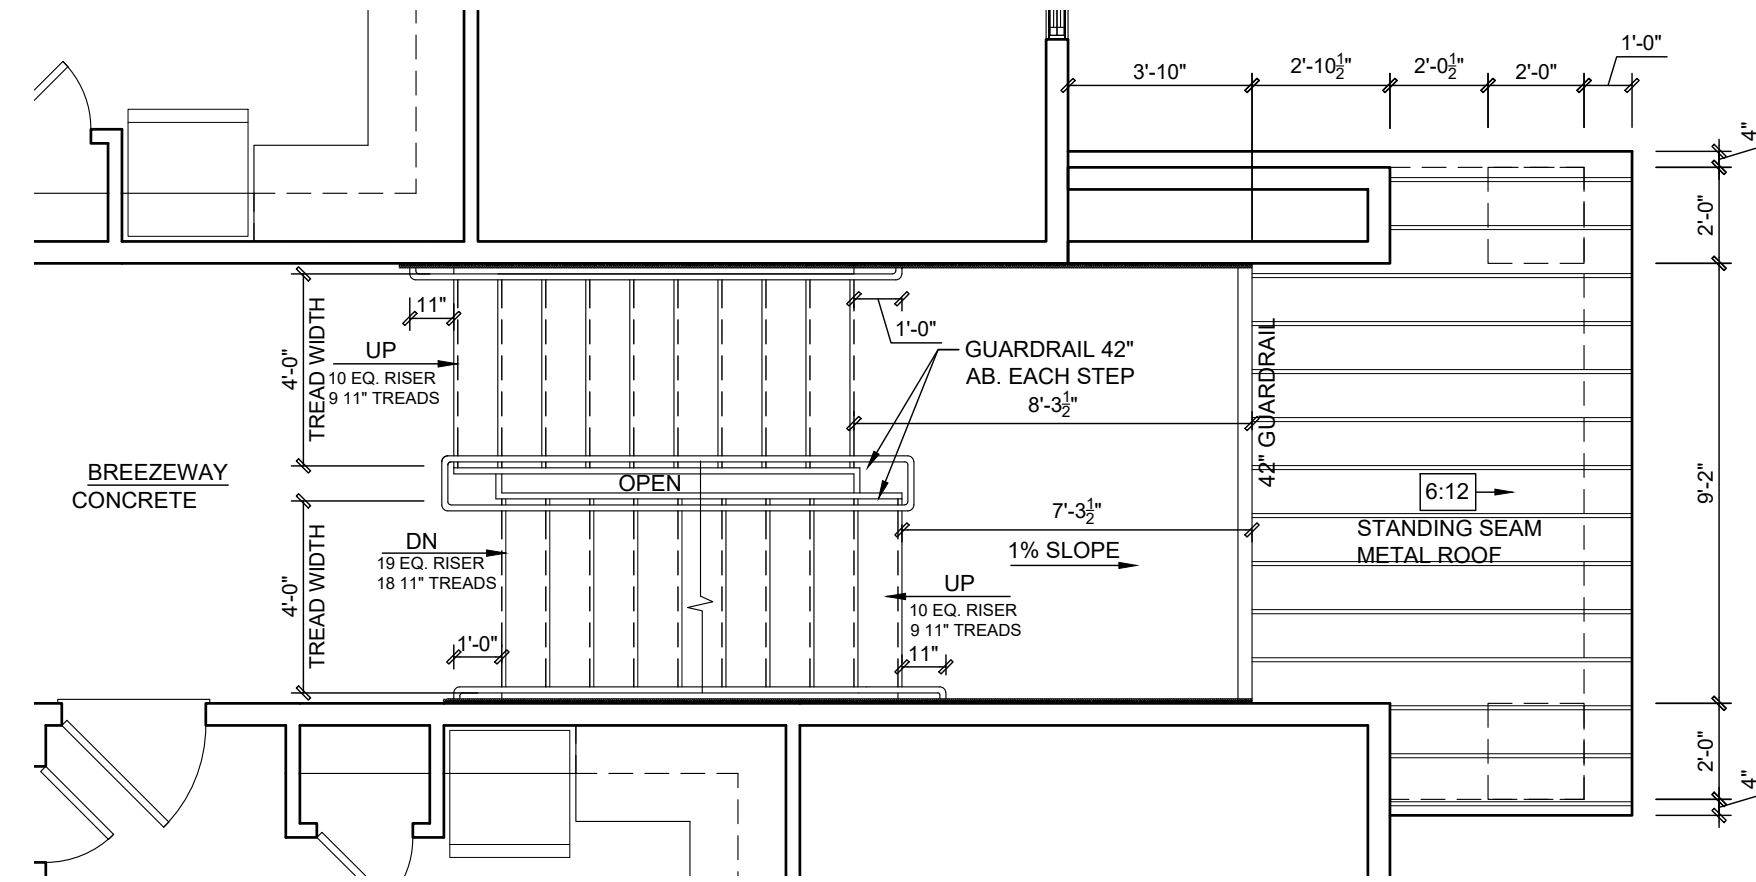 1'-0"
3'-10"
2'-10½"
2'-0½"
2'-0"
4"
2'-0"
11"
1'-0"
4'-0"
TREAD WIDTH
UP
10 EQ. RISER
9 11" TREADS
GUARDRAIL 42"
AB. EACH STEP
8'-3½"
42" GUARDRAIL
BREEZEWAY
CONCRETE
OPEN
6:12
9'-2"
7'-3½"
STANDING SEAM
METAL ROOF
DN
19 EQ. RISER
18 11" TREADS
1% SLOPE
4'-0"
TREAD WIDTH
UP
10 EQ. RISER
9 11" TREADS
1'-0"
11"
2'-0"
4"